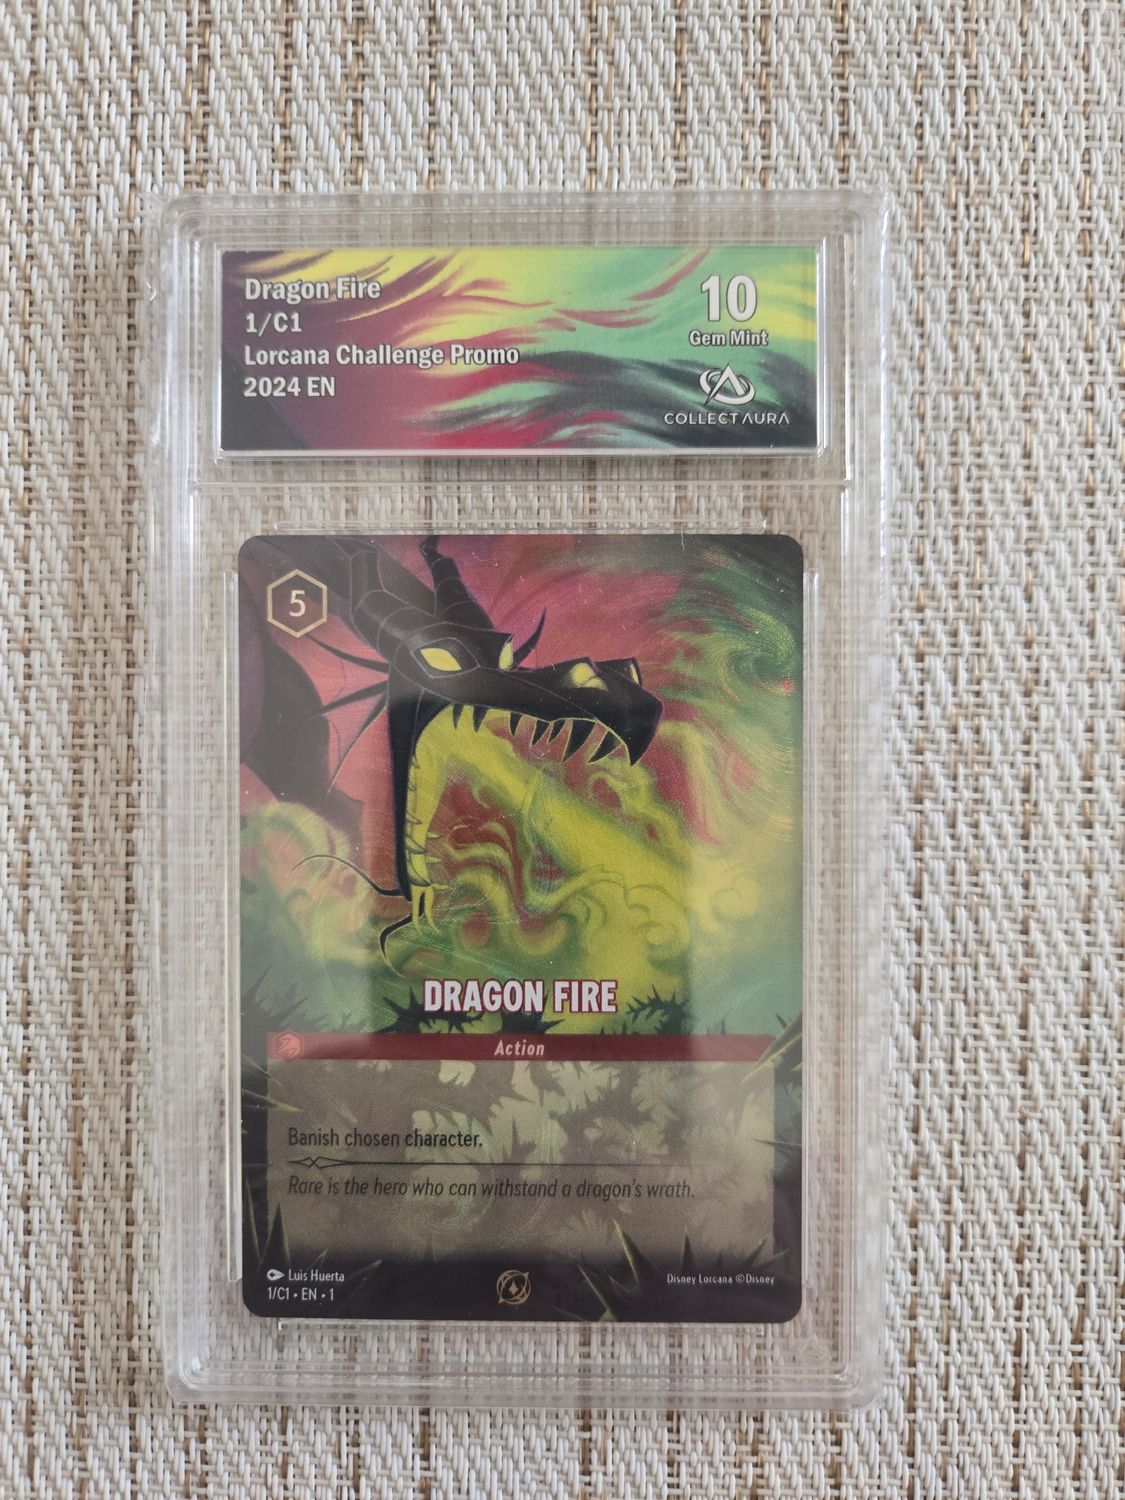 Dragon Fire
1/C1
Lorcana Challenge Promo
2024 EN
10
Gem Mint
COLLECT AURA
5
DRAGON FIRE
Action
Banish chosen character.
Rare is the hero who can withstand a dragon's wrath.
Luis Huerta
1/C1 • EN • 1
Disney Lorcana ©Disney